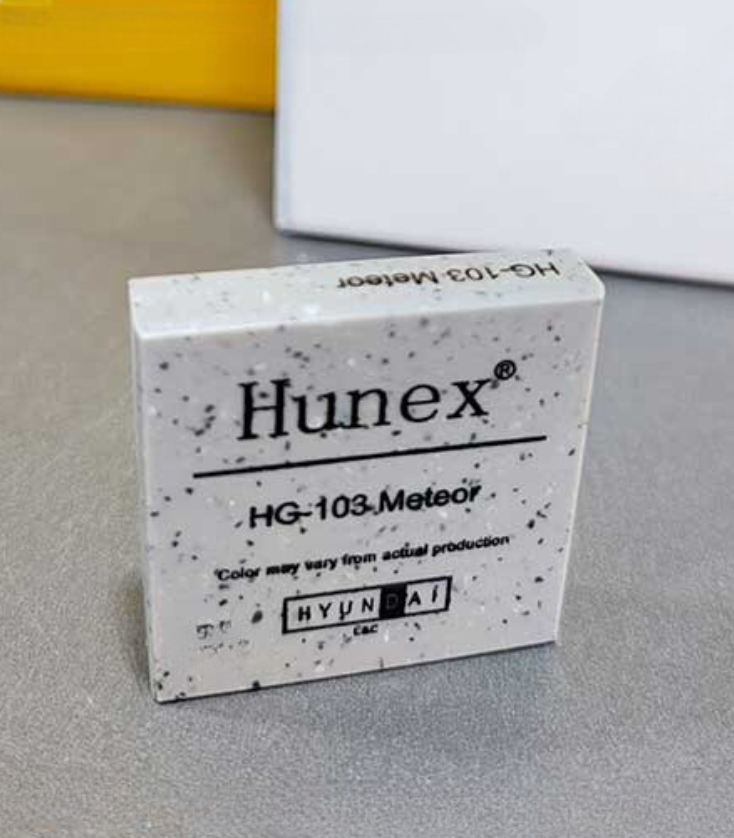 HG-103 Meteor
Hunex®
HG-103 Meteor
Color may vary from actual production
HYUNDAI